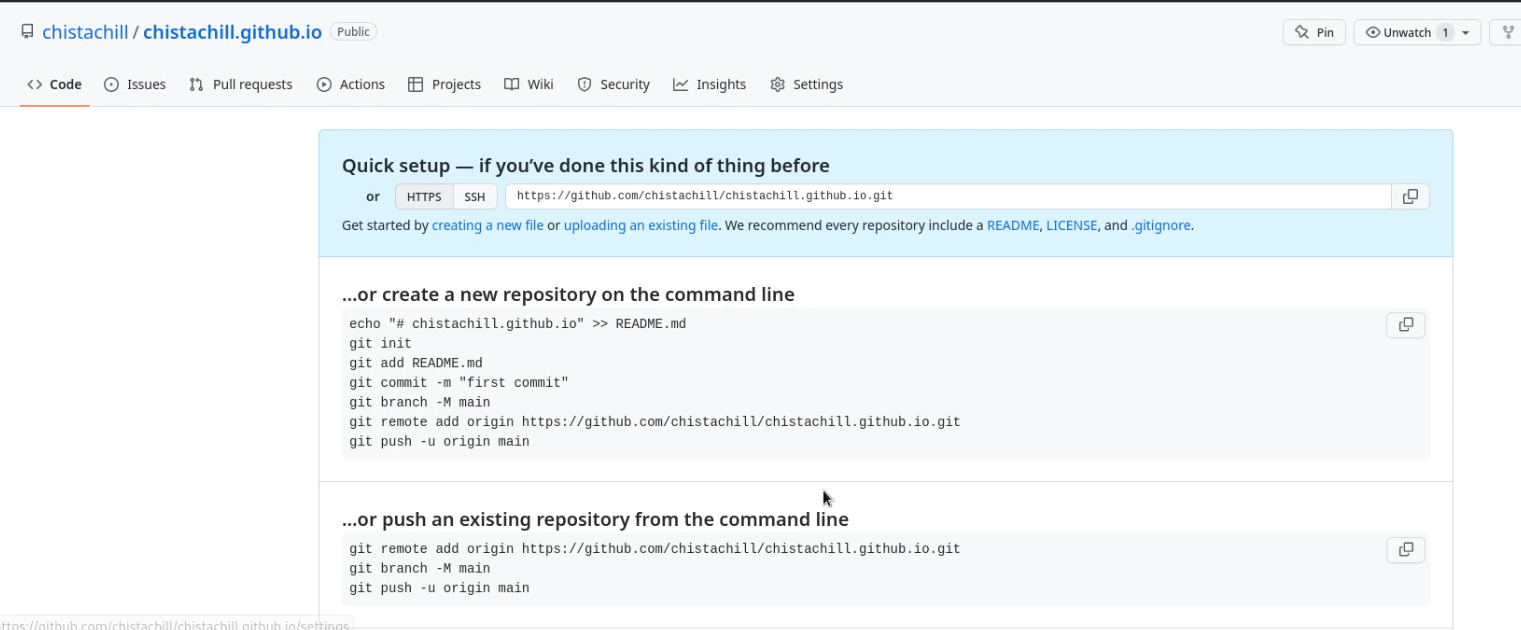 chistachill / chistachill.github.io Public Pin Unwatch 1
Code Issues Pull requests Actions Projects Wiki Security Insights Settings
Quick setup — if you’ve done this kind of thing before
or HTTPS SSH https://github.com/chistachill/chistachill.github.io.git
Get started by creating a new file or uploading an existing file. We recommend every repository include a README, LICENSE, and .gitignore.
…or create a new repository on the command line
echo "# chistachill.github.io" >> README.md
git init
git add README.md
git commit -m "first commit"
git branch -M main
git remote add origin https://github.com/chistachill/chistachill.github.io.git
git push -u origin main
…or push an existing repository from the command line
git remote add origin https://github.com/chistachill/chistachill.github.io.git
git branch -M main
git push -u origin main
ttps://github.com/chistachill/chistachill.github.io/settings